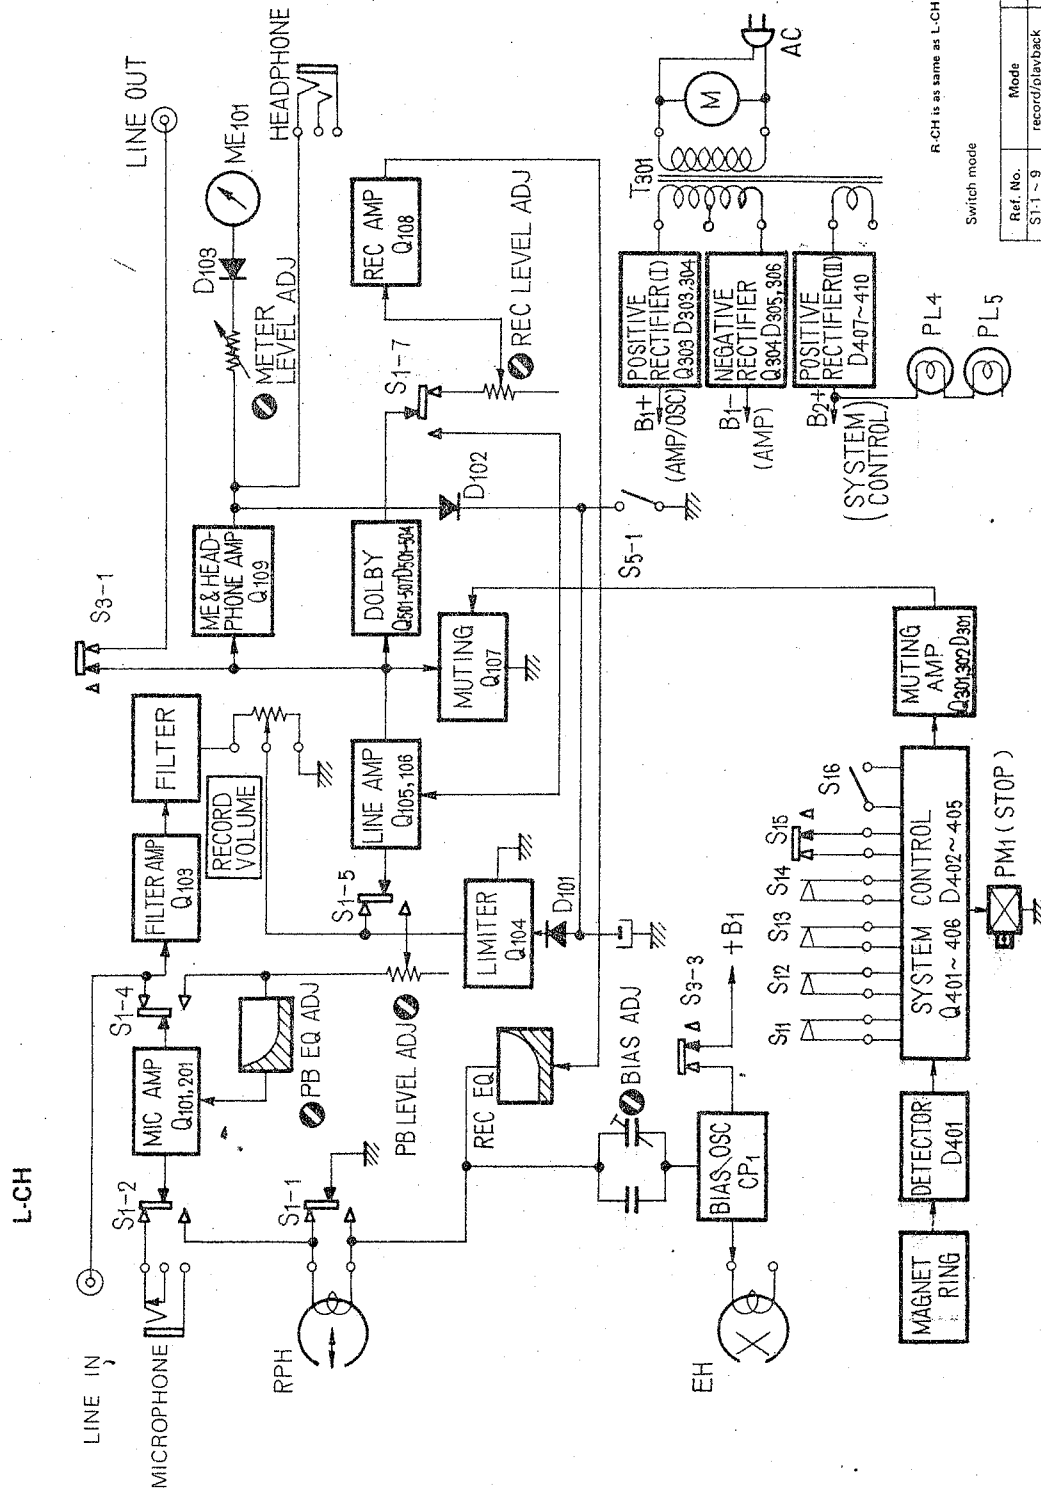 L-CH
LINE IN
MICROPHONE
S1-2
MIC AMP
Q101,201
S1-4
FILTER AMP
Q103
FILTER
S3-1
LINE OUT
RECORD
VOLUME
PB EQ ADJ
PB LEVEL ADJ
RPH
S1-1
S1-5
LINE AMP
Q105,106
LIMITER
Q104
D101
ME & HEAD-
PHONE AMP
Q109
DOLBY
Q501-507 D501-504
MUTING
Q107
D102
METER
LEVEL ADJ
D103
ME101
HEADPHONE
S1-7
REC AMP
Q108
REC LEVEL ADJ
REC EQ
BIAS ADJ
S3-3
+B1
BIAS OSC
CP1
EH
S5-1
T301
M
AC
POSITIVE
RECTIFIER(I)
Q303 D303,304
B1+
(AMP/OSC)
NEGATIVE
RECTIFIER
Q304 D305,306
B1-
(AMP)
POSITIVE
RECTIFIER(II)
D407~410
B2+
(SYSTEM
CONTROL)
PL4
PL5
MAGNET
RING
DETECTOR
D401
SYSTEM CONTROL
Q401~406 D402~405
S11
S12
S13
S14
S15
S16
PM1 (STOP)
MUTING
AMP
Q301,302 D301
R-CH is as same as L-CH
Switch mode
Ref. No. Mode
S1-1 ~ 9 record/playback